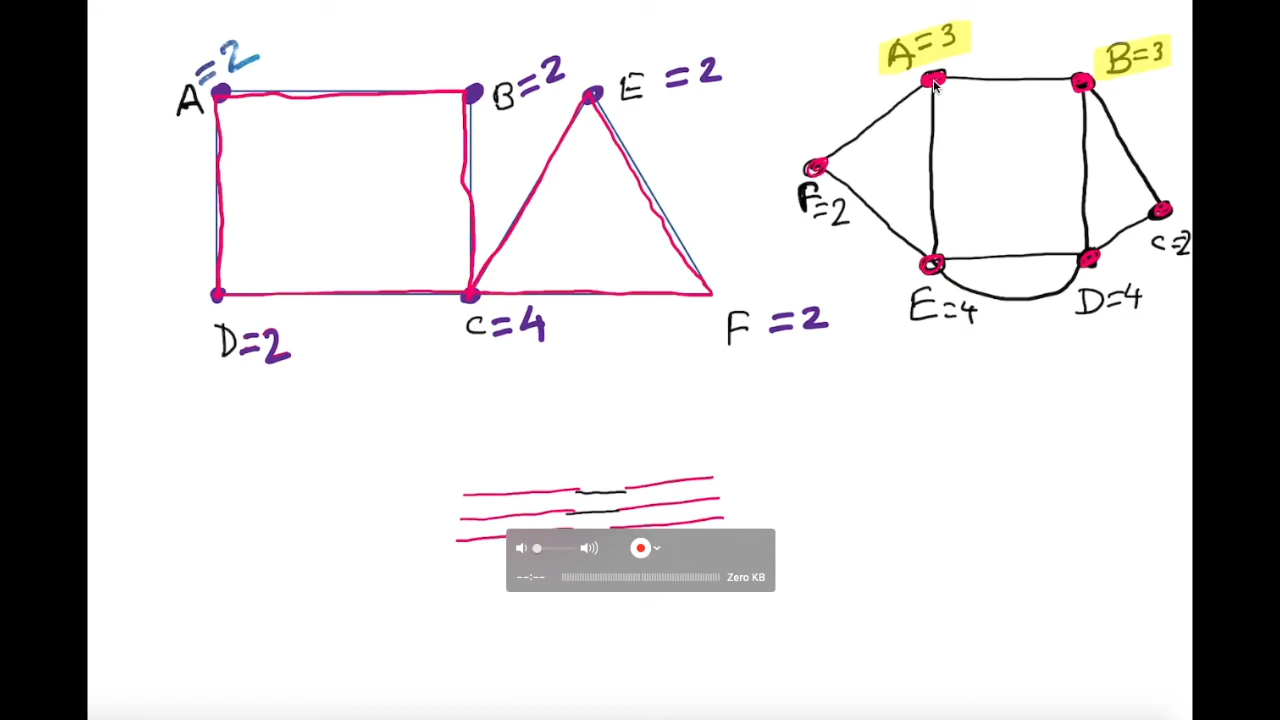 A=2
B=2
E=2
D=2
C=4
F=2
A=3
B=3
F=2
C=2
E=4
D=4
--:--
Zero KB